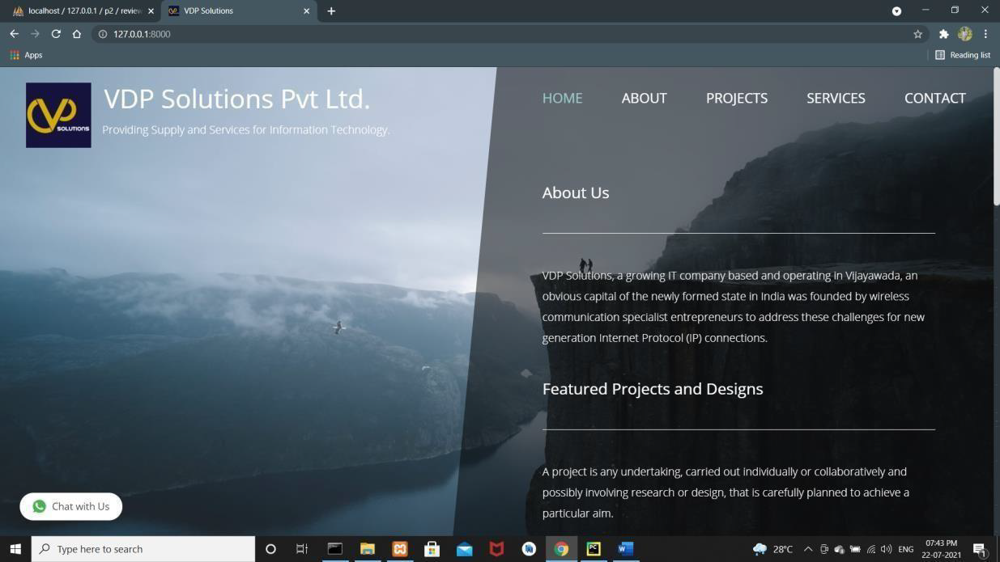 localhost / 127.0.0.1 / p2 / review
VDP Solutions
127.0.0.1:8000
Apps
Reading list
SOLUTIONS
VDP Solutions Pvt Ltd.
Providing Supply and Services for Information Technology.
HOME ABOUT PROJECTS SERVICES CONTACT
About Us
VDP Solutions, a growing IT company based and operating in Vijayawada, an
obvious capital of the newly formed state in India was founded by wireless
communication specialist entrepreneurs to address these challenges for new
generation Internet Protocol (IP) connections.
Featured Projects and Designs
A project is any undertaking, carried out individually or collaboratively and
possibly involving research or design, that is carefully planned to achieve a
particular aim.
Chat with Us
Type here to search
PC
W
28°C
ENG
07:43 PM
22-07-2021
1